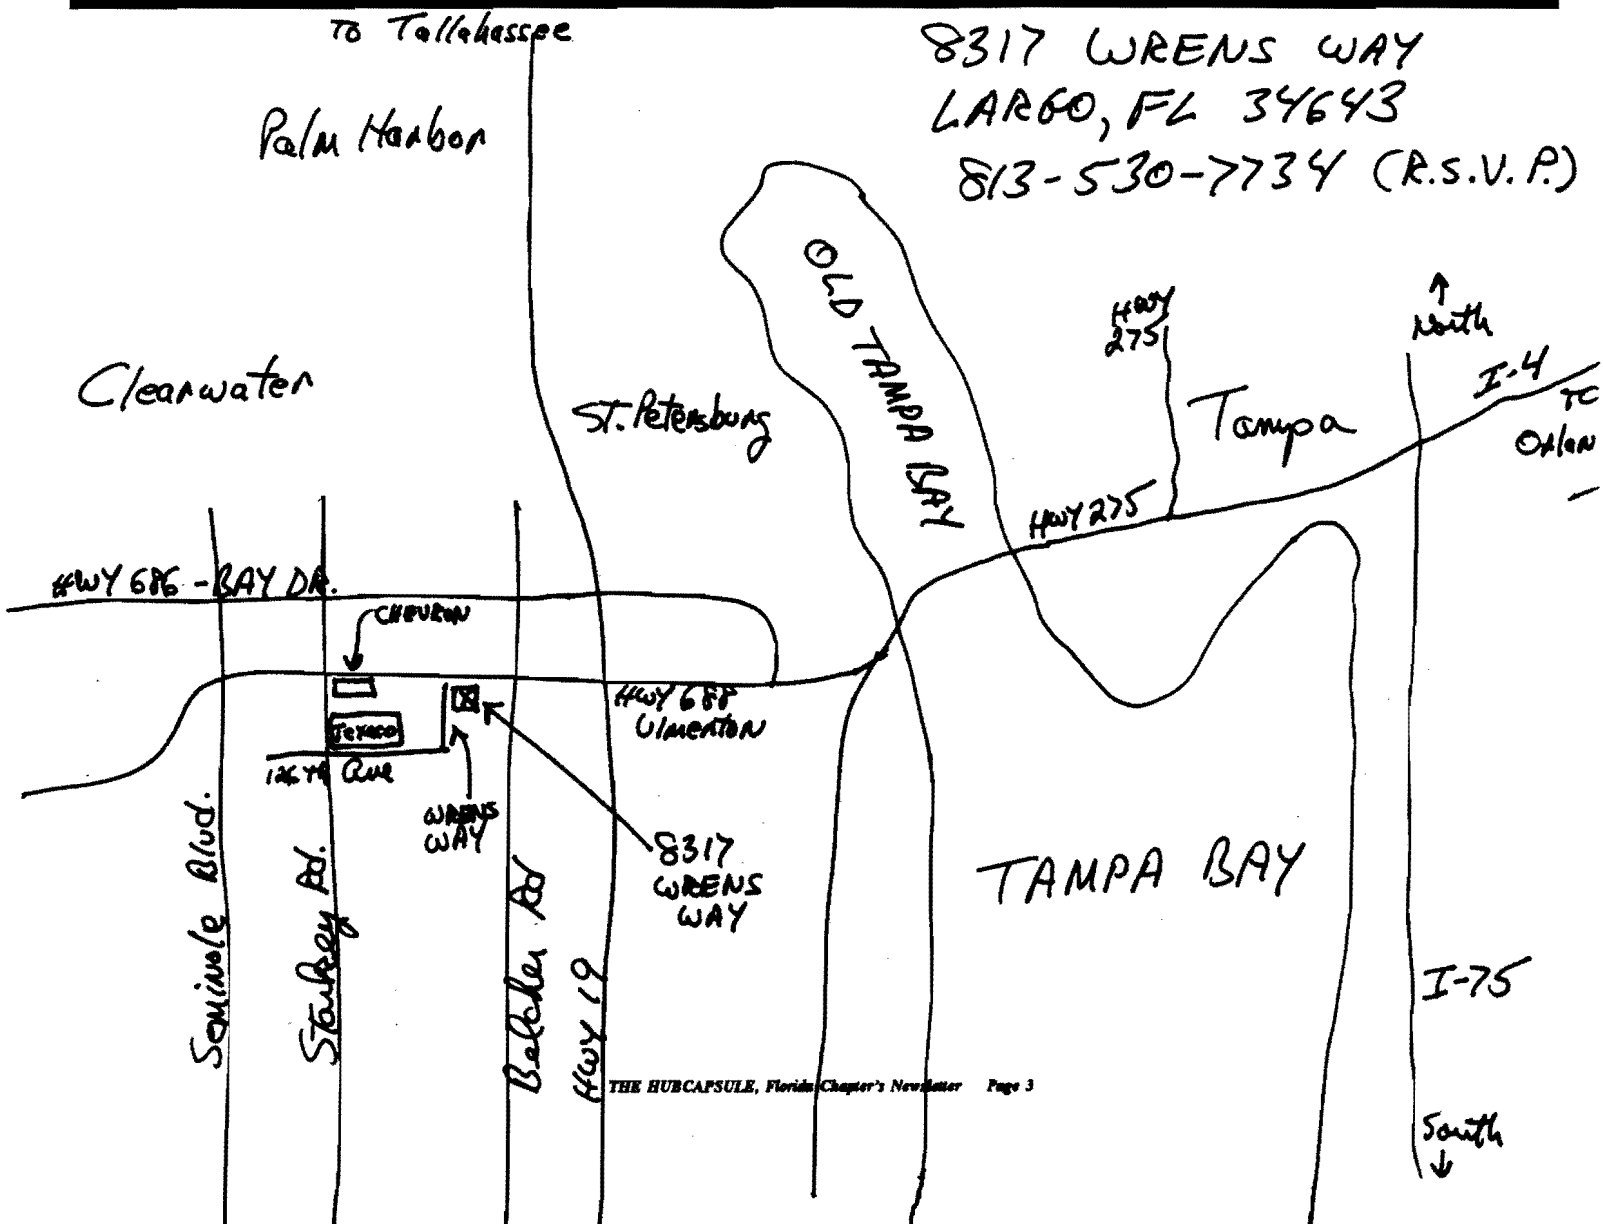 To Tallahassee
8317 WRENS WAY
LARGO, FL 34643
813-530-7734 (R.S.V.P.)
Palm Harbor
OLD TAMPA BAY
HWY
275
↑
North
I-4
TO
Orlan
Clearwater
St. Petersburg
Tampa
HWY 275
HWY 686 - BAY DR.
CHEVRON
HWY 688
Ulmerton
Texaco
126th Ave
WRENS
WAY
8317
WRENS
WAY
TAMPA BAY
Seminole Blvd.
Starkey Rd.
Belcher Rd
HWY 19
I-75
THE HUBCAPSULE, Florida Chapter's Newsletter Page 3
South
↓